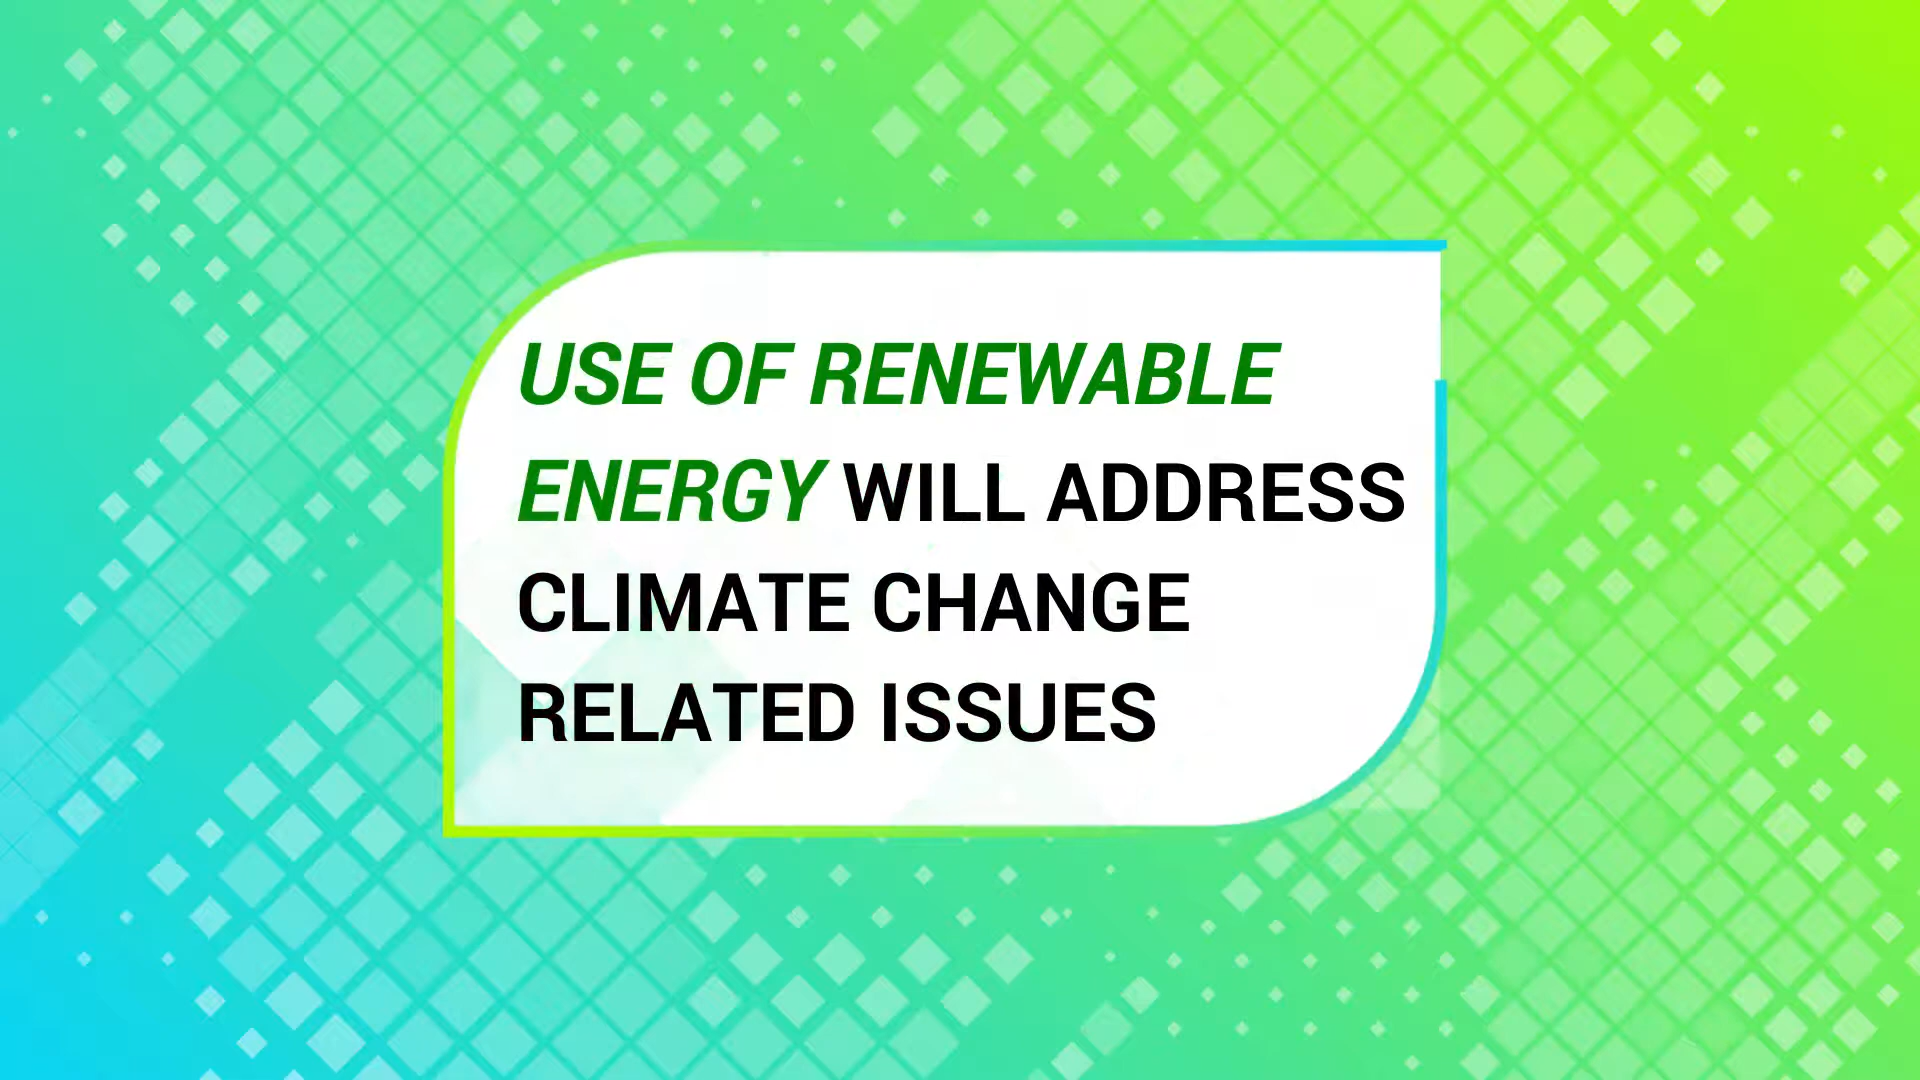 USE OF RENEWABLE
ENERGY WILL ADDRESS
CLIMATE CHANGE
RELATED ISSUES